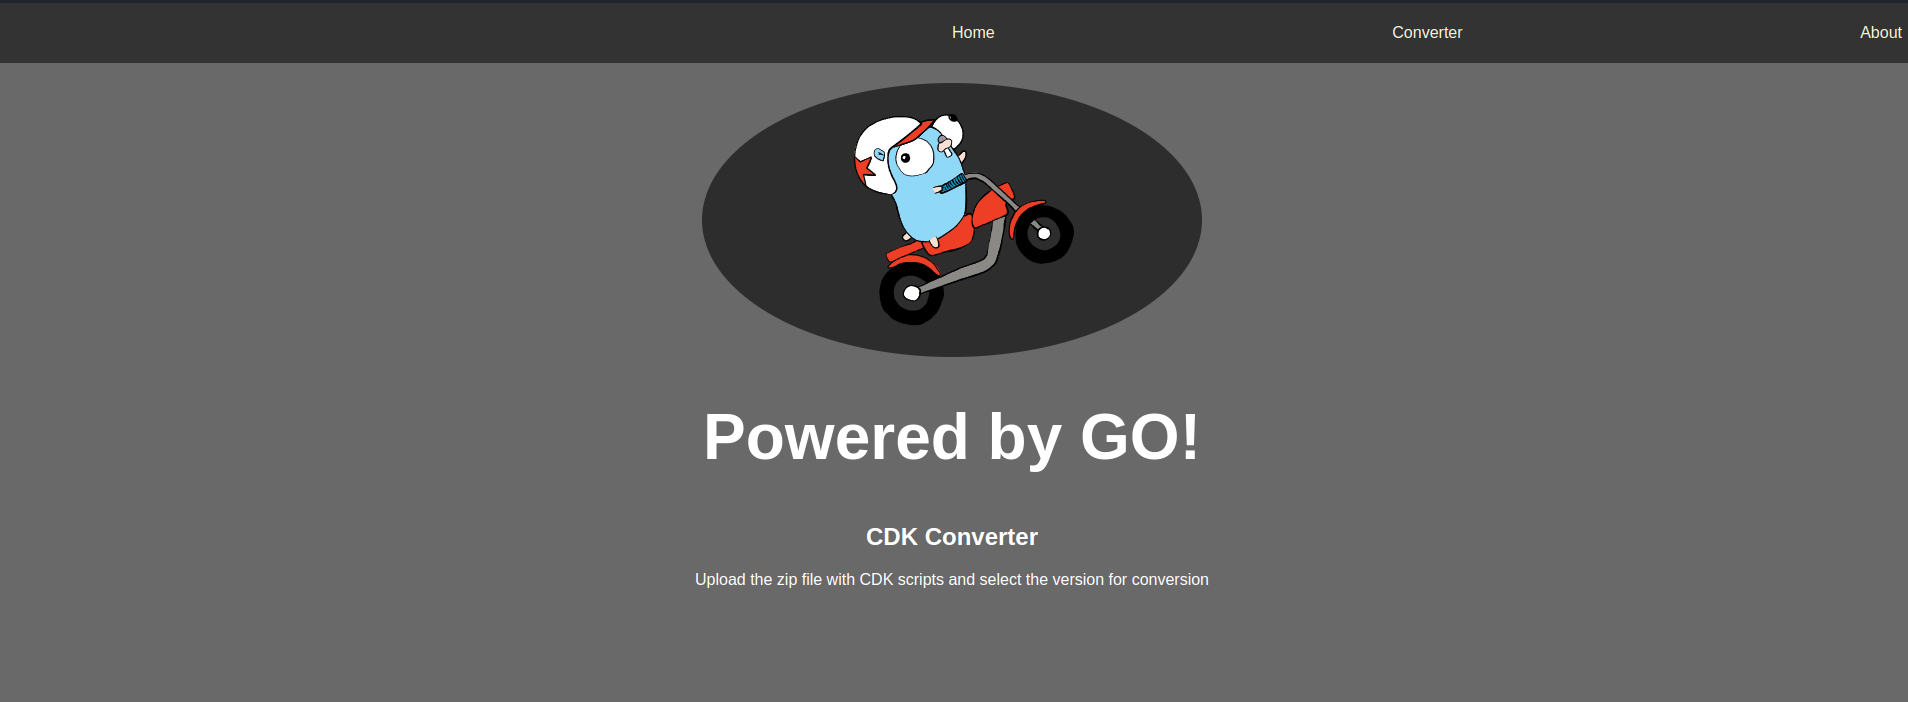 Home Converter About
Powered by GO!
CDK Converter
Upload the zip file with CDK scripts and select the version for conversion